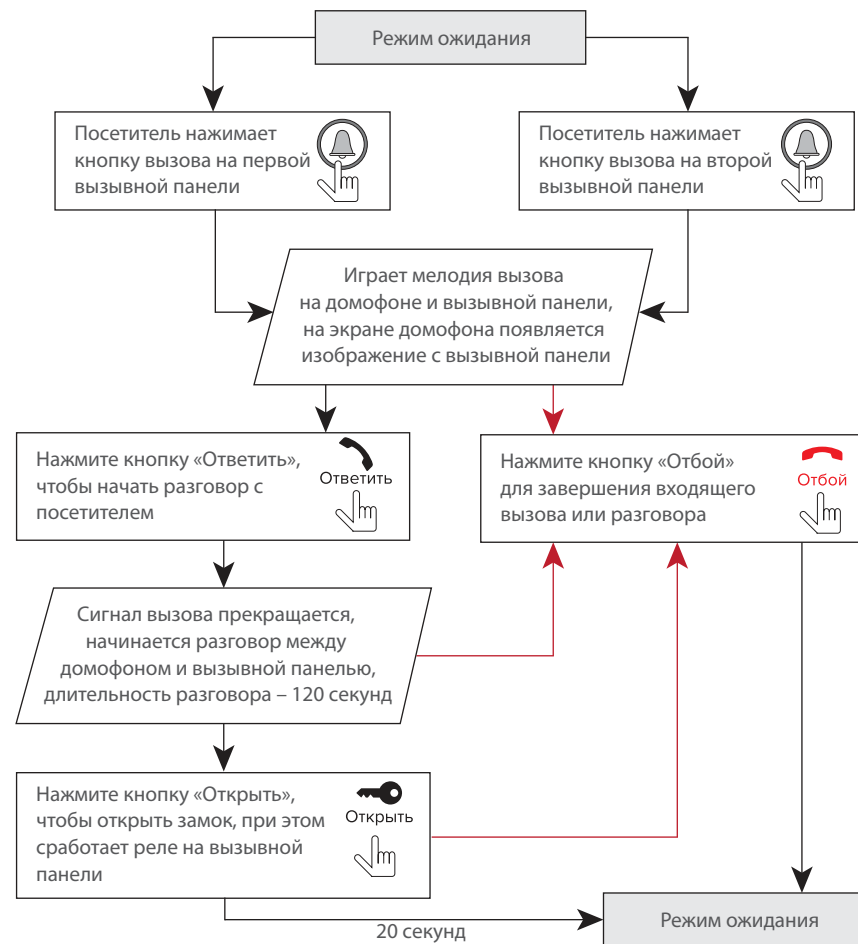 Режим ожидания
Посетитель нажимает
кнопку вызова на первой
вызывной панели
Посетитель нажимает
кнопку вызова на второй
вызывной панели
Играет мелодия вызова
на домофоне и вызывной панели,
на экране домофона появляется
изображение с вызывной панели
Нажмите кнопку «Ответить»,
чтобы начать разговор с
посетителем
Ответить
Нажмите кнопку «Отбой»
для завершения входящего
вызова или разговора
Отбой
Сигнал вызова прекращается,
начинается разговор между
домофоном и вызывной панелью,
длительность разговора – 120 секунд
Нажмите кнопку «Открыть»,
чтобы открыть замок, при этом
сработает реле на вызывной
панели
Открыть
20 секунд
Режим ожидания